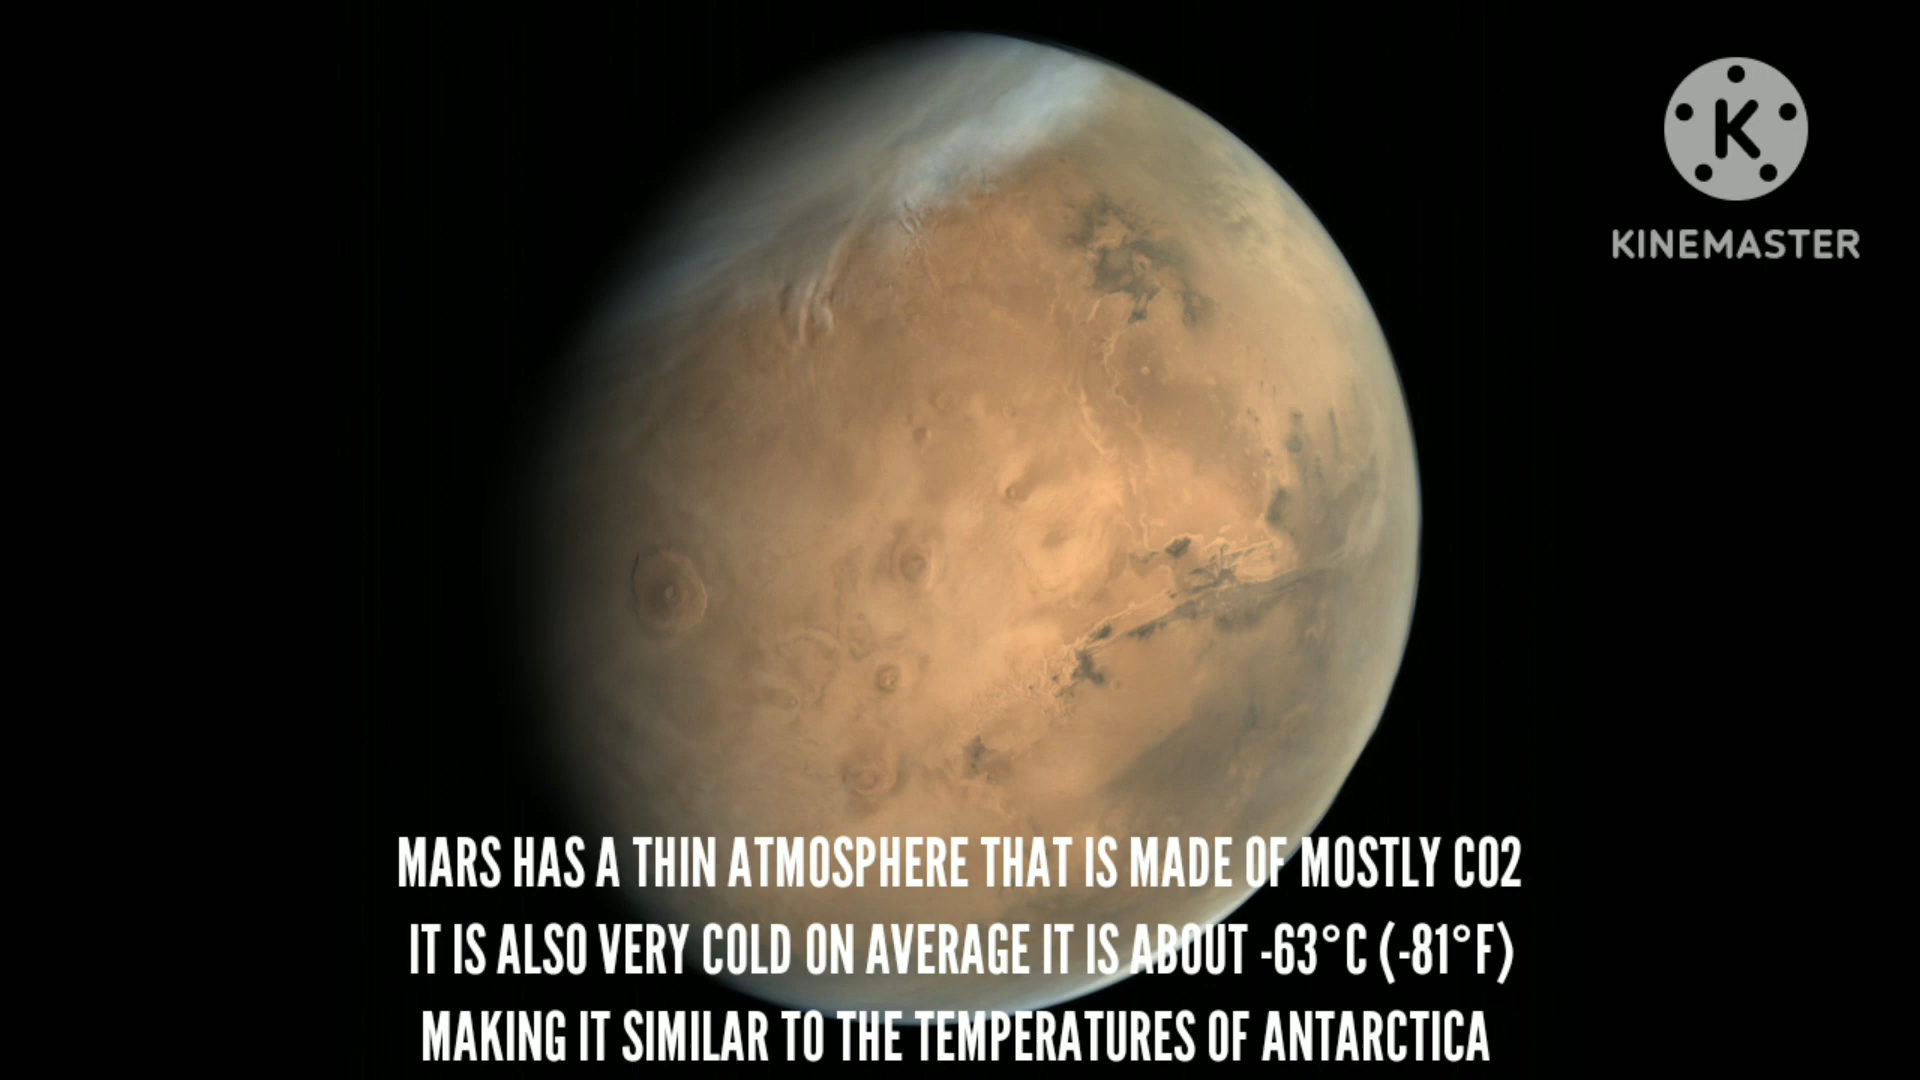 K
KINEMASTER
MARS HAS A THIN ATMOSPHERE THAT IS MADE OF MOSTLY CO2
IT IS ALSO VERY COLD ON AVERAGE IT IS ABOUT -63°C (-81°F)
MAKING IT SIMILAR TO THE TEMPERATURES OF ANTARCTICA